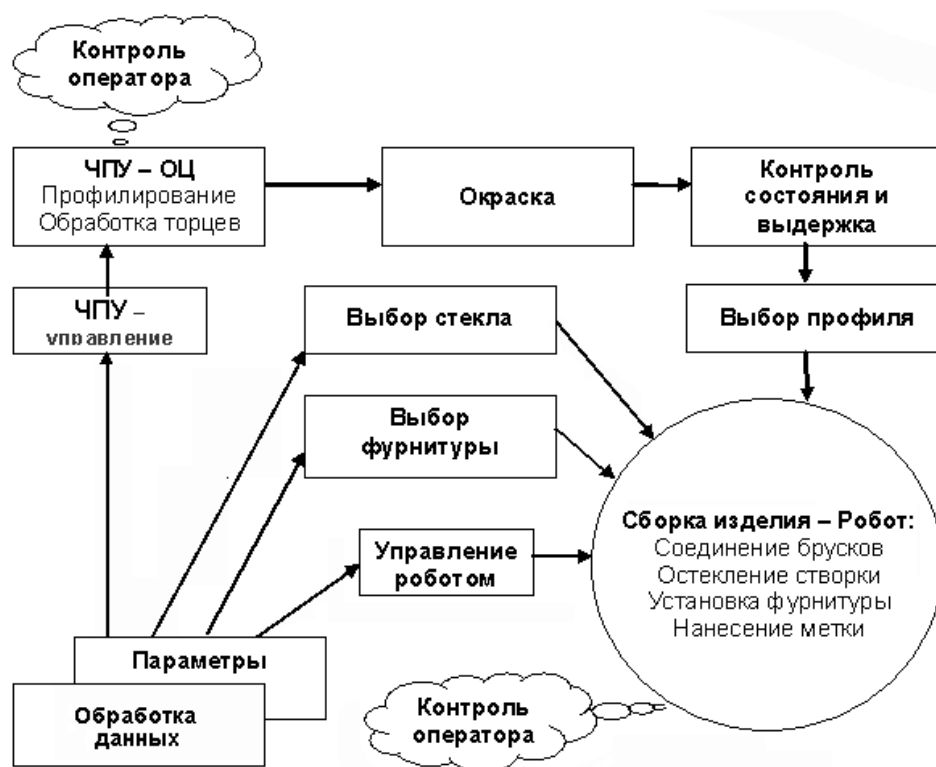 Контроль
оператора
ЧПУ – ОЦ
Профилирование
Обработка торцев
Окраска
Контроль
состояния и
выдержка
ЧПУ –
управление
Выбор стекла
Выбор профиля
Выбор
фурнитуры
Сборка изделия – Робот:
Соединение брусков
Остекление створки
Установка фурнитуры
Нанесение метки
Управление
роботом
Параметры
Обработка
данных
Контроль
оператора